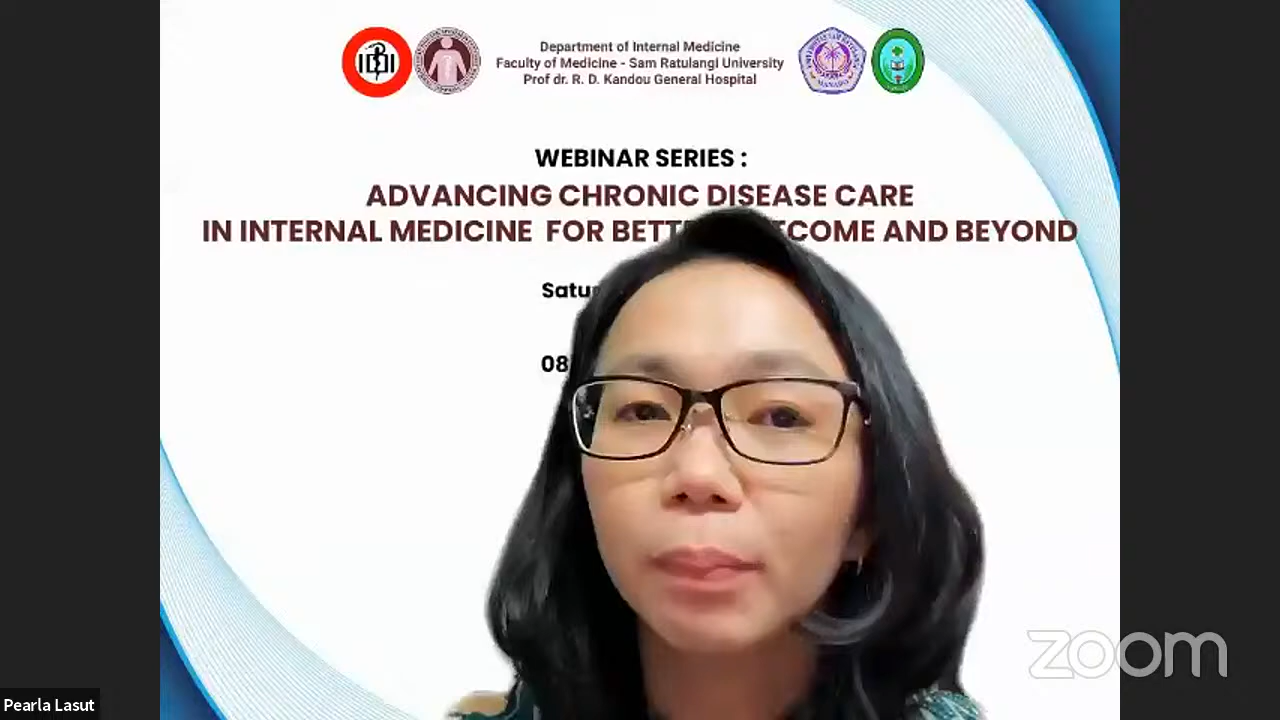 Department of Internal Medicine
Faculty of Medicine - Sam Ratulangi University
Prof dr. R. D. Kandou General Hospital
WEBINAR SERIES :
ADVANCING CHRONIC DISEASE CARE
IN INTERNAL MEDICINE FOR BETT COME AND BEYOND
Satu
08
zoom
Pearla Lasut